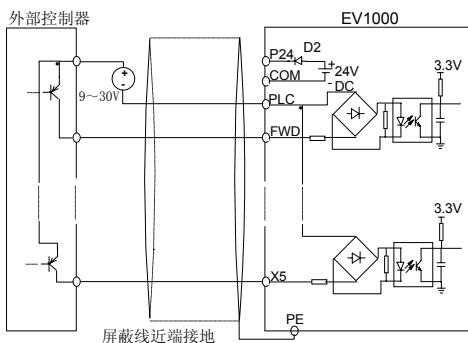 外部控制器
EV1000
P24
D2
3.3V
+
COM
24V
-
+
-
9～30V
PLC
DC
FWD
3.3V
X5
PE
屏蔽线近端接地